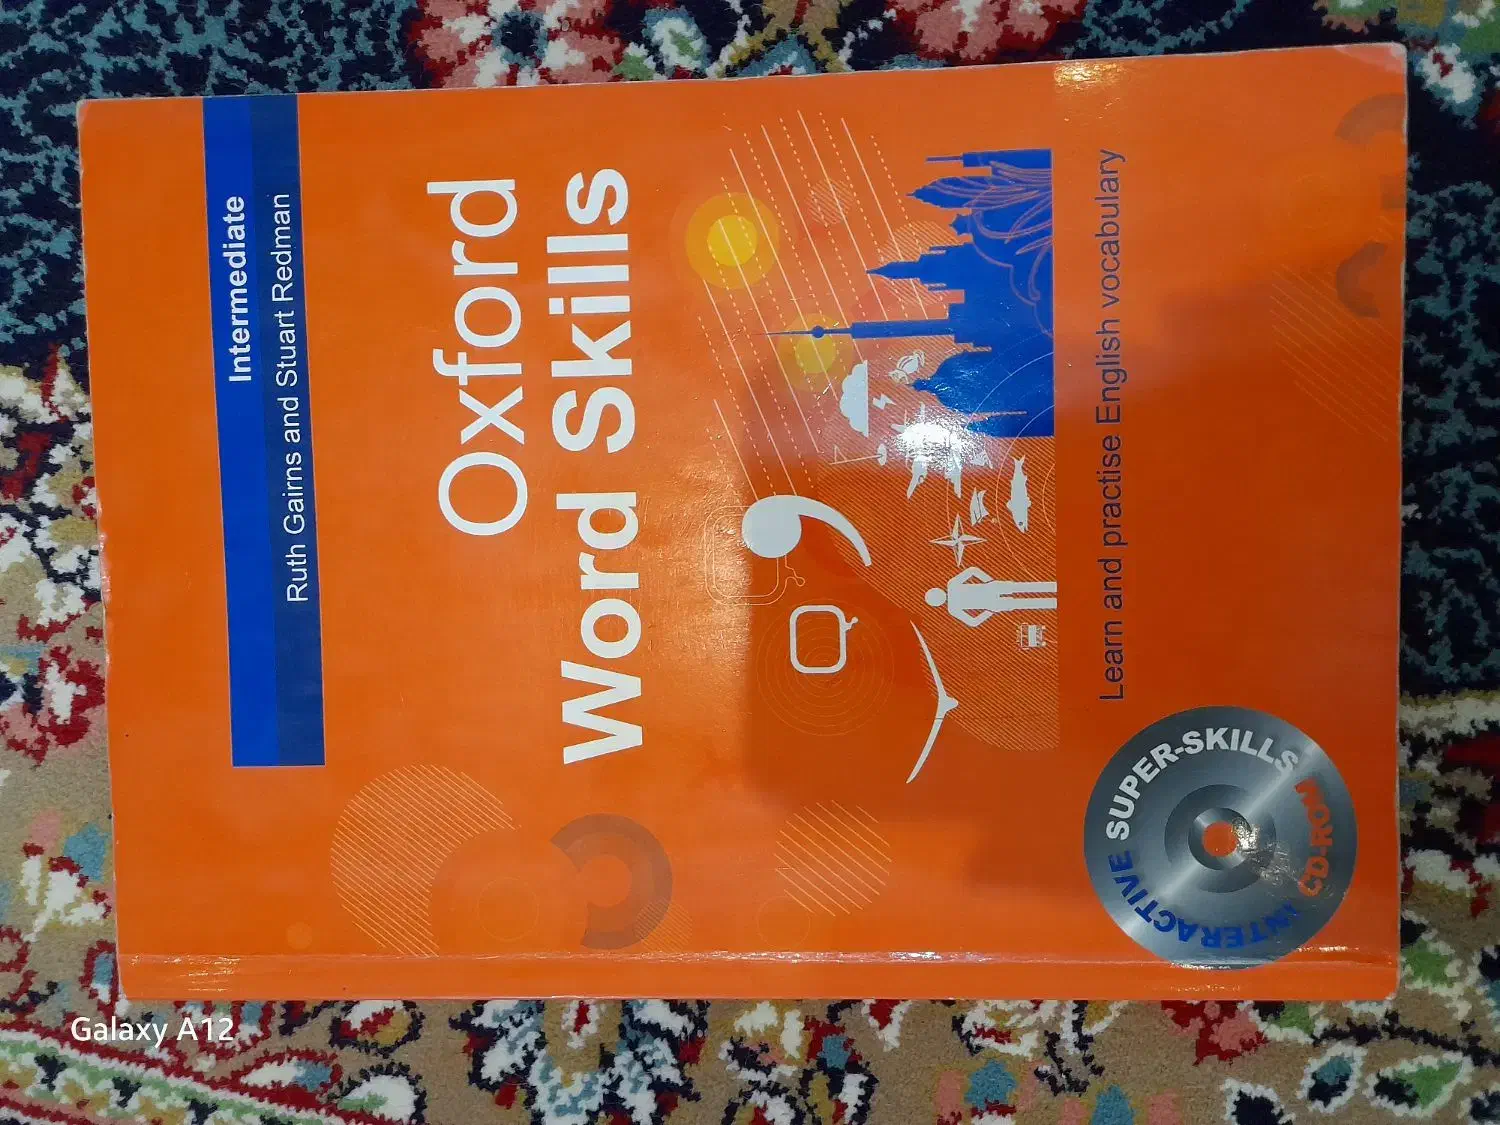 Intermediate
Ruth Gairns and Stuart Redman
Oxford
Word Skills
Learn and practise English vocabulary
INTERACTIVE SUPER-SKILLS
CD-ROM
Galaxy A12